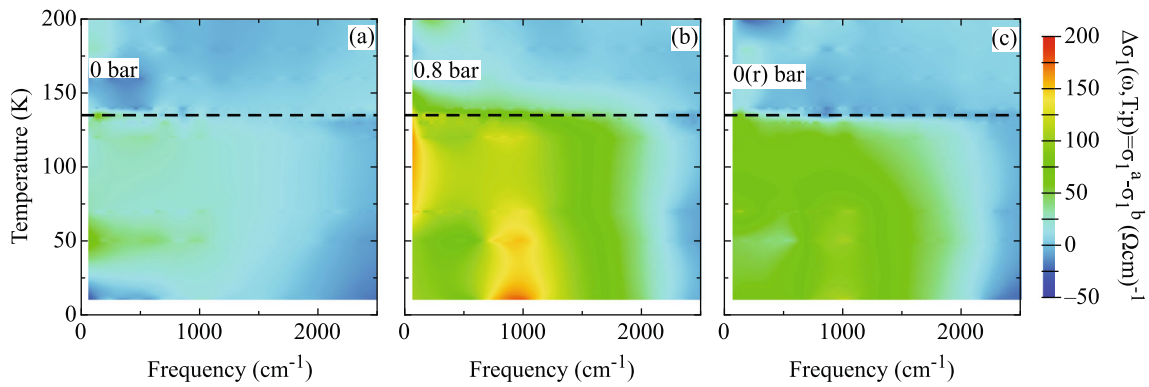 200
150
100
50
0
Temperature (K)
(a)
0 bar
0
1000
2000
Frequency (cm⁻¹)
(b)
0.8 bar
0
1000
2000
Frequency (cm⁻¹)
(c)
0(r) bar
0
1000
2000
Frequency (cm⁻¹)
200
150
100
50
0
−50
Δσ₁(ω,T;p)=σ₁ᵃ-σ₁ᵇ (Ωcm)⁻¹